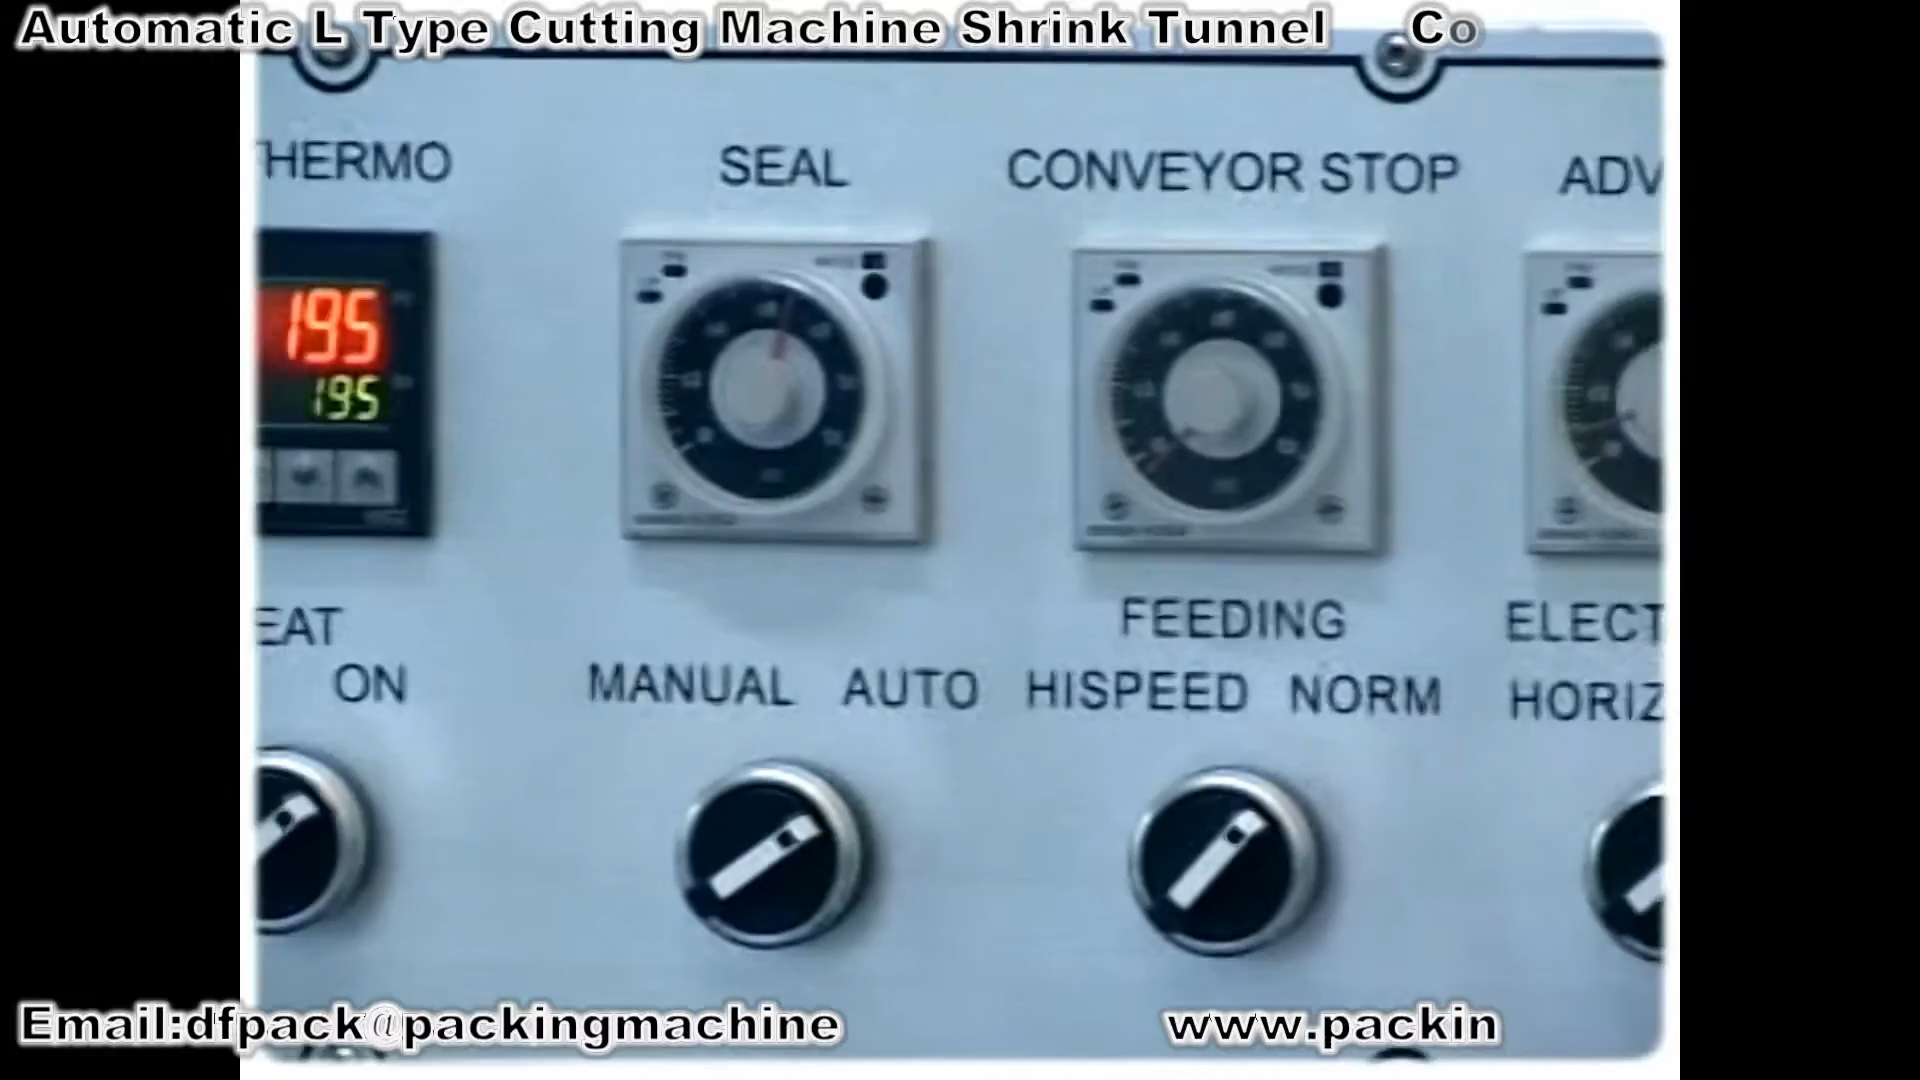 Automatic L Type Cutting Machine Shrink Tunnel Co
HERMO SEAL CONVEYOR STOP ADV
195
195
EAT FEEDING ELECT
ON MANUAL AUTO HISPEED NORM HORIZ
Email:dfpack@packingmachine www.packin